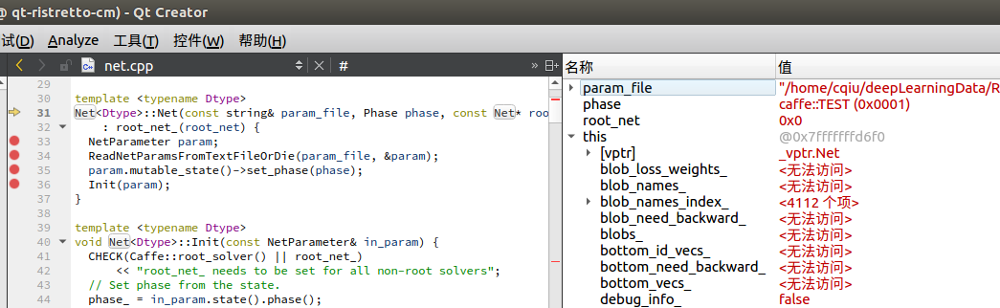 @ qt-ristretto-cm) - Qt Creator
试(D) Analyze 工具(T) 控件(W) 帮助(H)
net.cpp # »
29
30 template <typename Dtype>
31 Net<Dtype>::Net(const string& param_file, Phase phase, const Net* roo
32 : root_net_(root_net) {
33 NetParameter param;
34 ReadNetParamsFromTextFileOrDie(param_file, &param);
35 param.mutable_state()->set_phase(phase);
36 Init(param);
37 }
38
39 template <typename Dtype>
40 void Net<Dtype>::Init(const NetParameter& in_param) {
41 CHECK(Caffe::root_solver() || root_net_)
42 << "root_net_ needs to be set for all non-root solvers";
43 // Set phase from the state.
44 phase_ = in_param.state().phase();
名称 值
param_file "/home/cqiu/deepLearningData/R
phase caffe::TEST (0x0001)
root_net 0x0
this @0x7fffffffd6f0
[vptr] _vptr.Net
blob_loss_weights_ <无法访问>
blob_names_ <无法访问>
blob_names_index_ <4112 个项>
blob_need_backward_ <无法访问>
blobs_ <无法访问>
bottom_id_vecs_ <无法访问>
bottom_need_backward_ <无法访问>
bottom_vecs_ <无法访问>
debug_info_ false